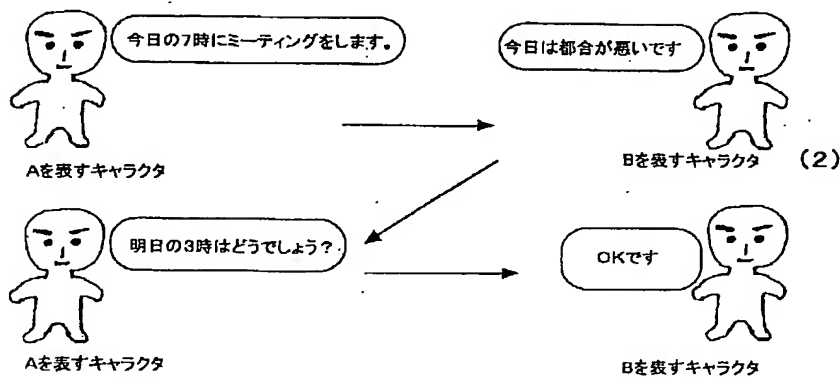 今日の7時にミーティングをします。
今日は都合が悪いです
Aを表すキャラクタ
Bを表すキャラクタ
(2)
明日の3時はどうでしょう?
OKです
Aを表すキャラクタ
Bを表すキャラクタ